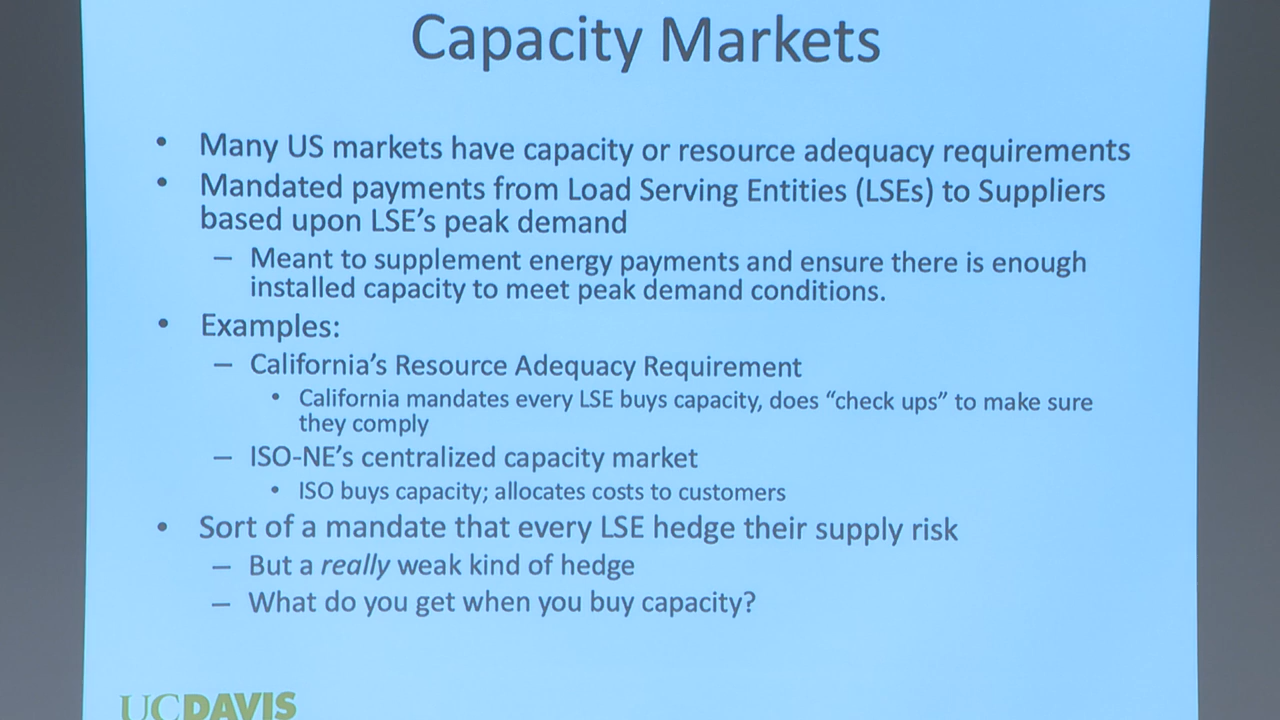 Capacity Markets
• Many US markets have capacity or resource adequacy requirements
• Mandated payments from Load Serving Entities (LSEs) to Suppliers
based upon LSE’s peak demand
– Meant to supplement energy payments and ensure there is enough
installed capacity to meet peak demand conditions.
• Examples:
– California’s Resource Adequacy Requirement
• California mandates every LSE buys capacity, does “check ups” to make sure
they comply
– ISO-NE’s centralized capacity market
• ISO buys capacity; allocates costs to customers
• Sort of a mandate that every LSE hedge their supply risk
– But a really weak kind of hedge
– What do you get when you buy capacity?
UCDAVIS